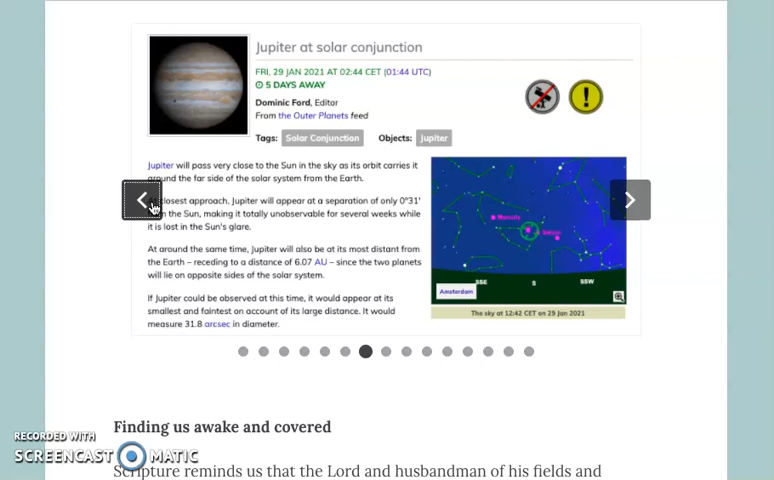 Jupiter at solar conjunction
FRI, 29 JAN 2021 AT 02:44 CET (01:44 UTC)
5 DAYS AWAY
Dominic Ford, Editor
From the Outer Planets feed
Tags: Solar Conjunction Objects: Jupiter
Jupiter will pass very close to the Sun in the sky as its orbit carries it
around the far side of the solar system from the Earth.
closest approach, Jupiter will appear at a separation of only 0°31'
the Sun, making it totally unobservable for several weeks while
it is lost in the Sun's glare.
At around the same time, Jupiter will also be at its most distant from
the Earth – receding to a distance of 6.07 AU – since the two planets
will lie on opposite sides of the solar system.
If Jupiter could be observed at this time, it would appear at its
smallest and faintest on account of its large distance. It would
measure 31.8 arcsec in diameter.
Mercury
SSE S SSW
Amsterdam
The sky at 12:42 CET on 29 Jan 2021
Finding us awake and covered
RECORDED WITH
SCREENCAST MATIC
Scripture reminds us that the Lord and husbandman of his fields and